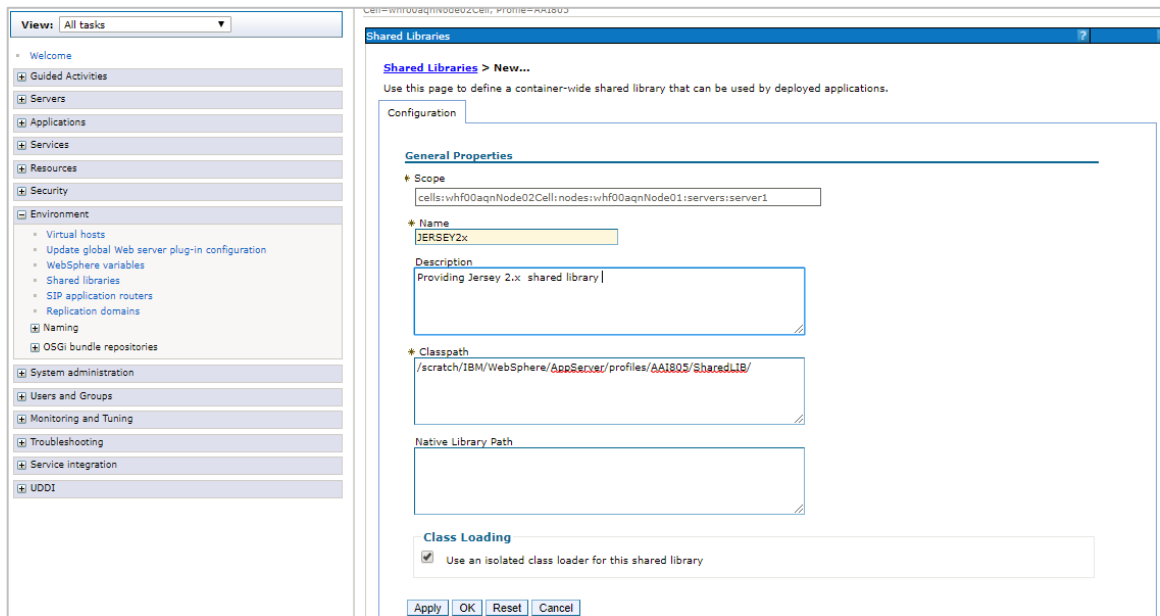 Cell=whf00aqnNode02Cell, Profile=AAI805
View: All tasks
Shared Libraries ?
Welcome
Guided Activities
Servers
Applications
Services
Resources
Security
Environment
Virtual hosts
Update global Web server plug-in configuration
WebSphere variables
Shared libraries
SIP application routers
Replication domains
Naming
OSGi bundle repositories
System administration
Users and Groups
Monitoring and Tuning
Troubleshooting
Service integration
UDDI
Shared Libraries > New...
Use this page to define a container-wide shared library that can be used by deployed applications.
Configuration
General Properties
* Scope
cells:whf00aqnNode02Cell:nodes:whf00aqnNode01:servers:server1
* Name
JERSEY2x
Description
Providing Jersey 2.x shared library
* Classpath
/scratch/IBM/WebSphere/AppServer/profiles/AAI805/SharedLIB/
Native Library Path
Class Loading
Use an isolated class loader for this shared library
Apply OK Reset Cancel